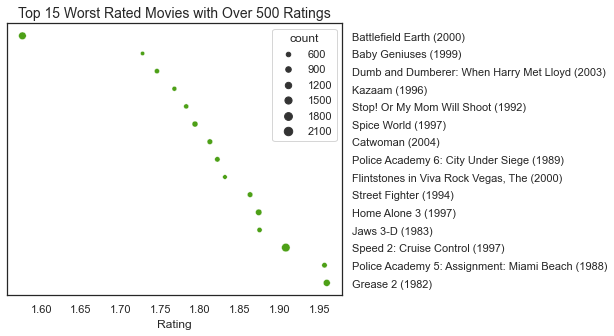 Top 15 Worst Rated Movies with Over 500 Ratings
count
600
900
1200
1500
1800
2100
Battlefield Earth (2000)
Baby Geniuses (1999)
Dumb and Dumberer: When Harry Met Lloyd (2003)
Kazaam (1996)
Stop! Or My Mom Will Shoot (1992)
Spice World (1997)
Catwoman (2004)
Police Academy 6: City Under Siege (1989)
Flintstones in Viva Rock Vegas, The (2000)
Street Fighter (1994)
Home Alone 3 (1997)
Jaws 3-D (1983)
Speed 2: Cruise Control (1997)
Police Academy 5: Assignment: Miami Beach (1988)
Grease 2 (1982)
1.60 1.65 1.70 1.75 1.80 1.85 1.90 1.95
Rating